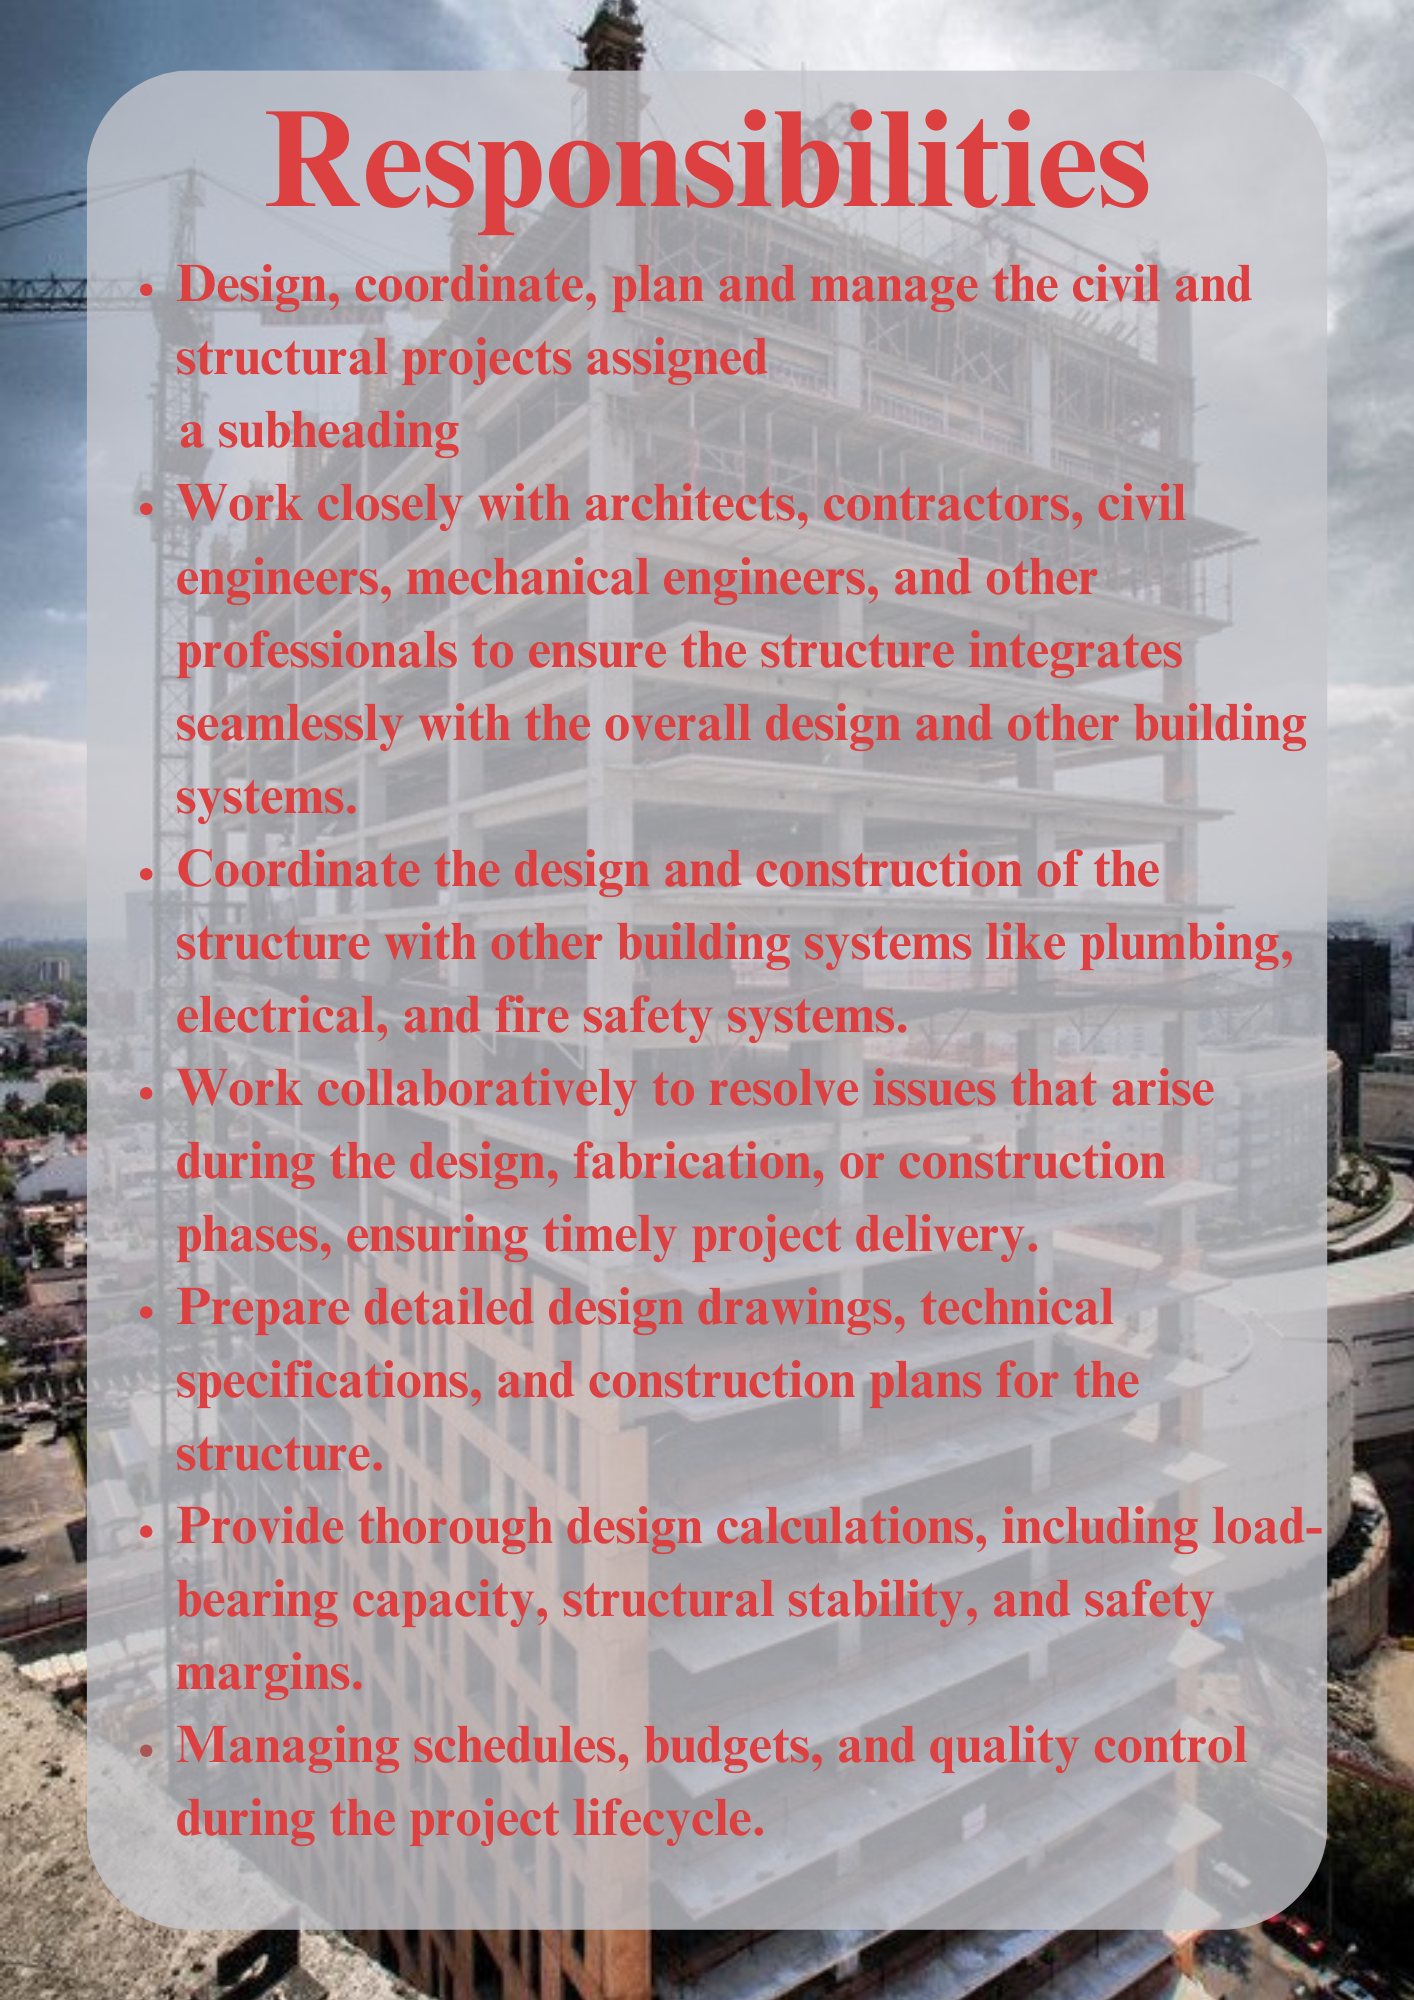 Responsibilities
• Design, coordinate, plan and manage the civil and
structural projects assigned
a subheading
• Work closely with architects, contractors, civil
engineers, mechanical engineers, and other
professionals to ensure the structure integrates
seamlessly with the overall design and other building
systems.
• Coordinate the design and construction of the
structure with other building systems like plumbing,
electrical, and fire safety systems.
• Work collaboratively to resolve issues that arise
during the design, fabrication, or construction
phases, ensuring timely project delivery.
• Prepare detailed design drawings, technical
specifications, and construction plans for the
structure.
• Provide thorough design calculations, including load-
bearing capacity, structural stability, and safety
margins.
• Managing schedules, budgets, and quality control
during the project lifecycle.